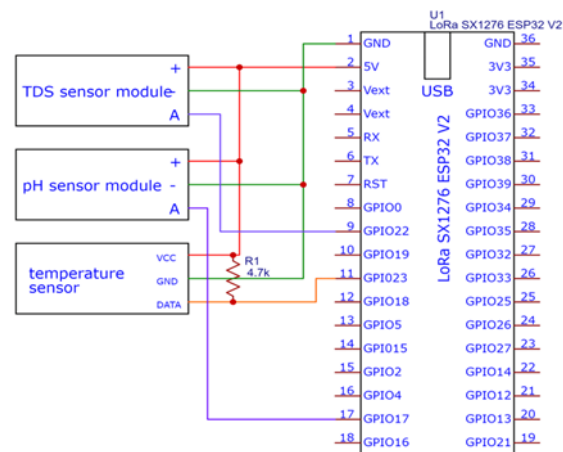 U1
LoRa SX1276 ESP32 V2
TDS sensor module
+
-
A
pH sensor module
+
-
A
temperature
sensor
VCC
GND
DATA
R1
4.7k
USB
LoRa SX1276 ESP32 V2
1 GND
2 5V
3 Vext
4 Vext
5 RX
6 TX
7 RST
8 GPIO0
9 GPIO22
10 GPIO19
11 GPI023
12 GPIO18
13 GPIO5
14 GPI015
15 GPIO2
16 GPIO4
17 GPIO17
18 GPIO16
GND 36
3V3 35
3V3 34
GPIO36 33
GPIO37 32
GPIO38 31
GPIO39 30
GPIO34 29
GPIO35 28
GPIO32 27
GPIO33 26
GPIO25 25
GPIO26 24
GPIO27 23
GPIO14 22
GPIO12 21
GPIO13 20
GPIO21 19